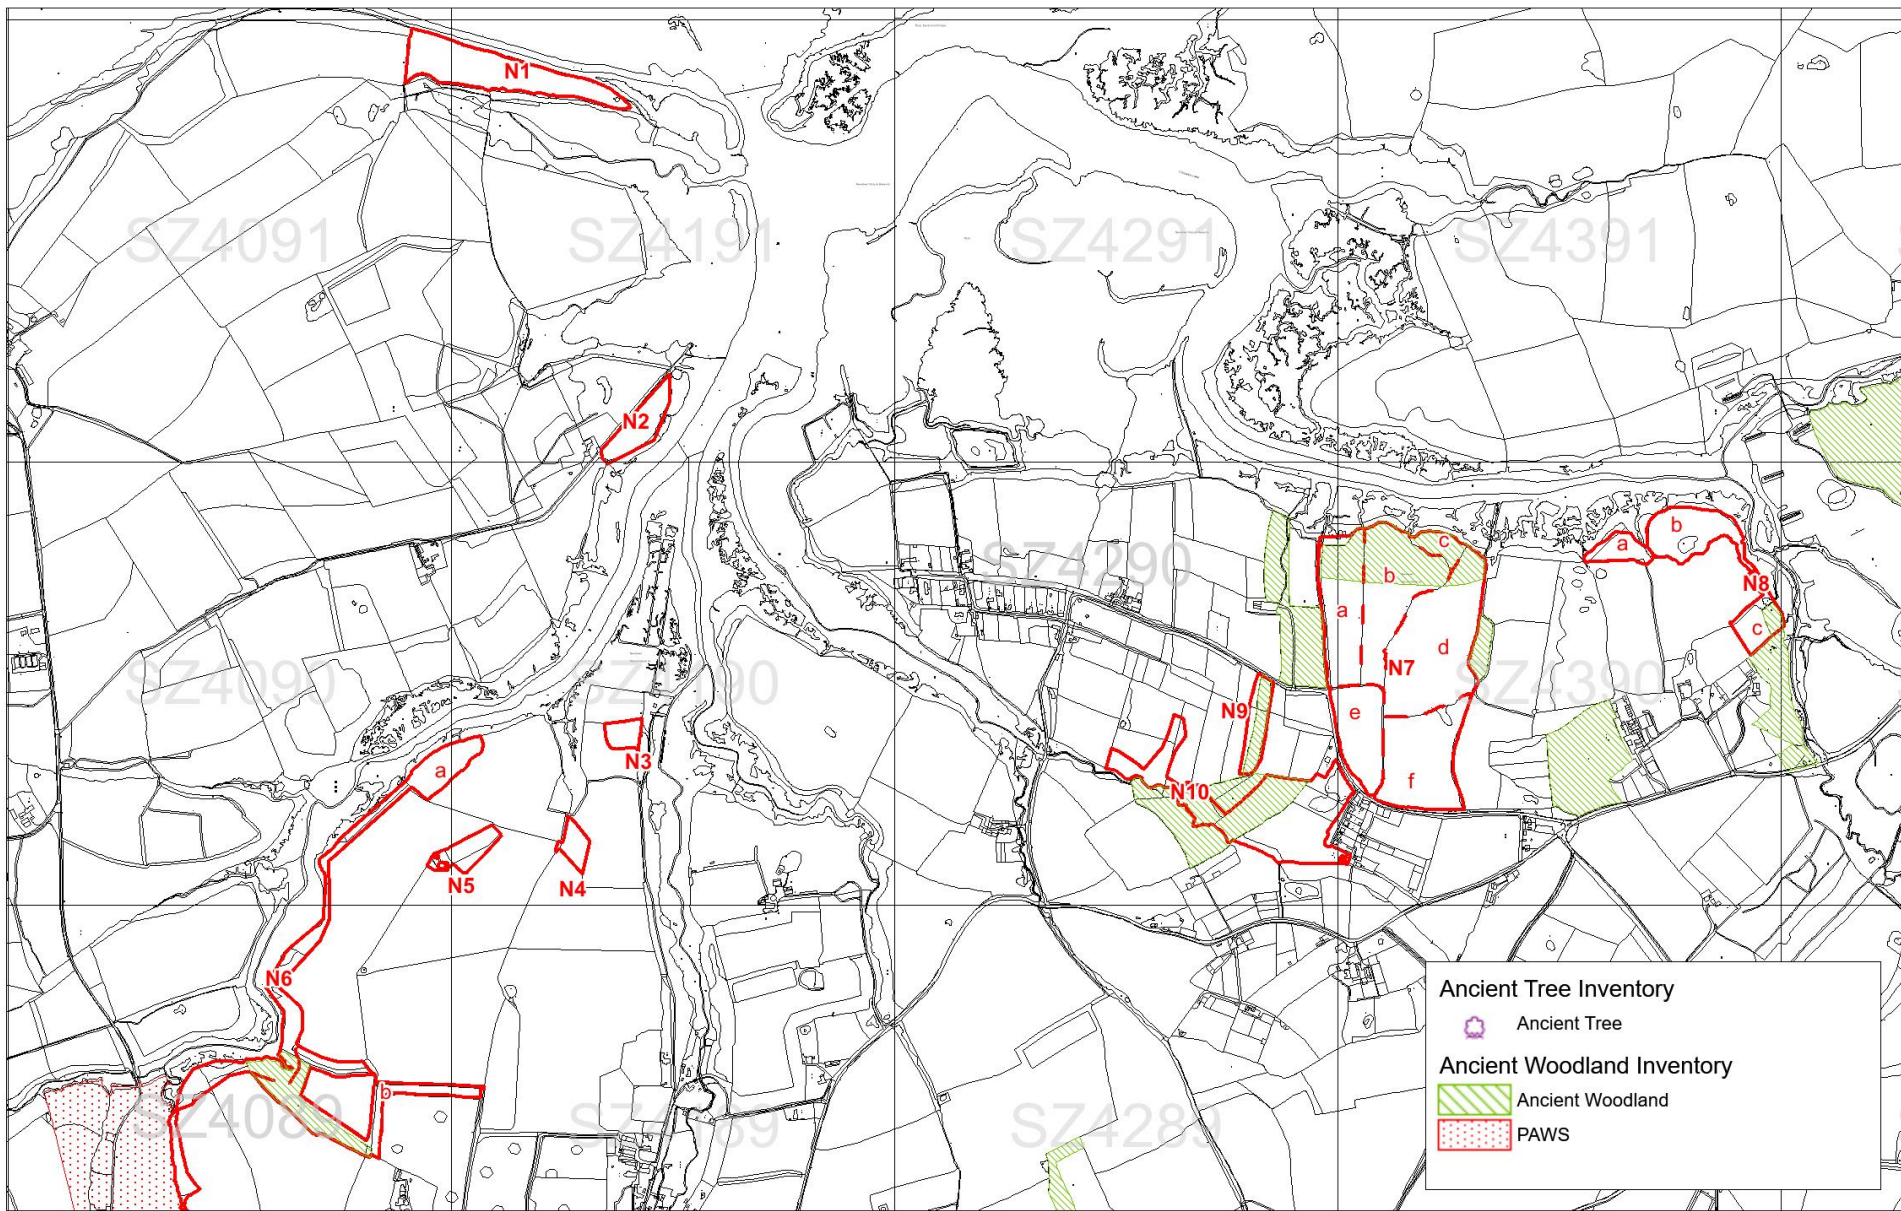 N1
SZ4091
SZ4191
SZ4291
SZ4391
N2
SZ4290
a
b
c
d
N7
e
f
a
b
N8
c
SZ4090
SZ4190
SZ4390
N9
N10
N3
a
N5
N4
N6
b
SZ4089
SZ4189
SZ4289
Ancient Tree Inventory
Ancient Tree
Ancient Woodland Inventory
Ancient Woodland
PAWS